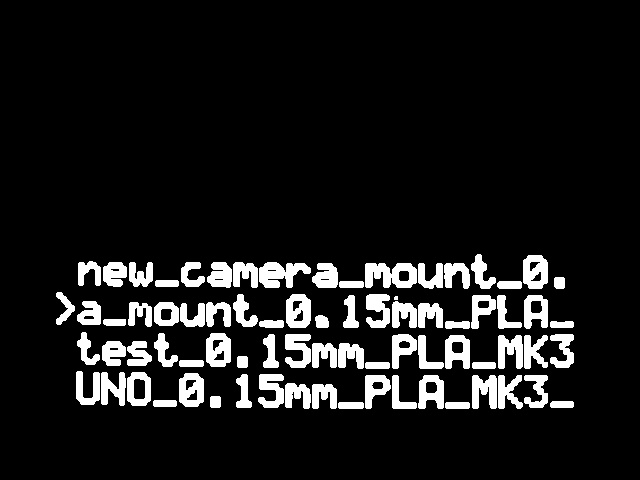 new_camera_mount_0.
>a_mount_0.15mm_PLA_
test_0.15mm_PLA_MK3
UNO_0.15mm_PLA_MK3_